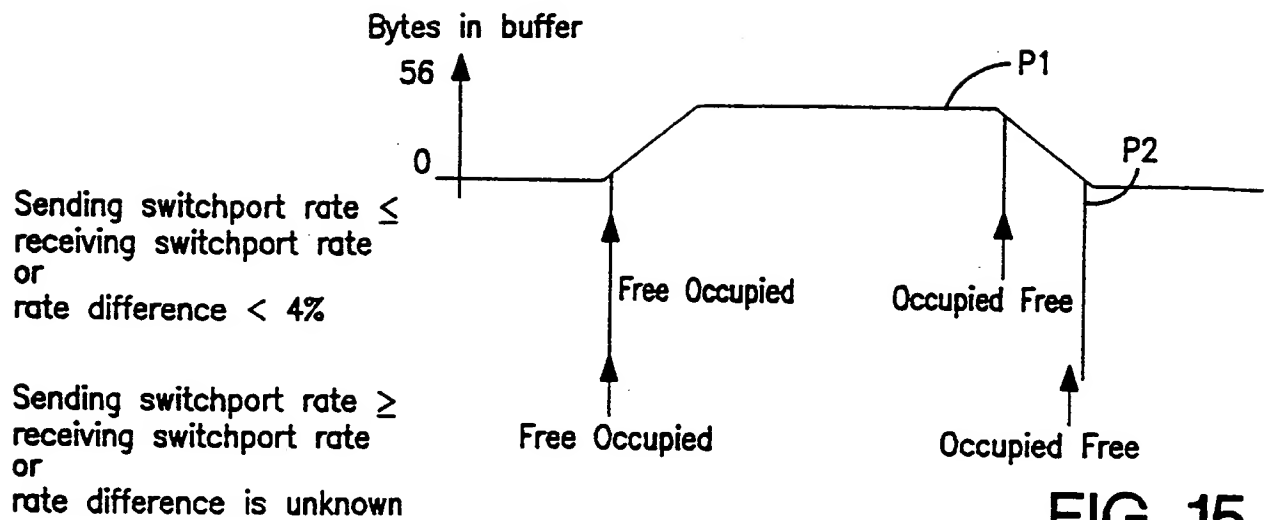 Bytes in buffer
56
P1
0
P2
Sending switchport rate ≤
receiving switchport rate
or
rate difference < 4%
Free Occupied
Occupied Free
Sending switchport rate ≥
receiving switchport rate
or
rate difference is unknown
Free Occupied
Occupied Free
FIG. 15